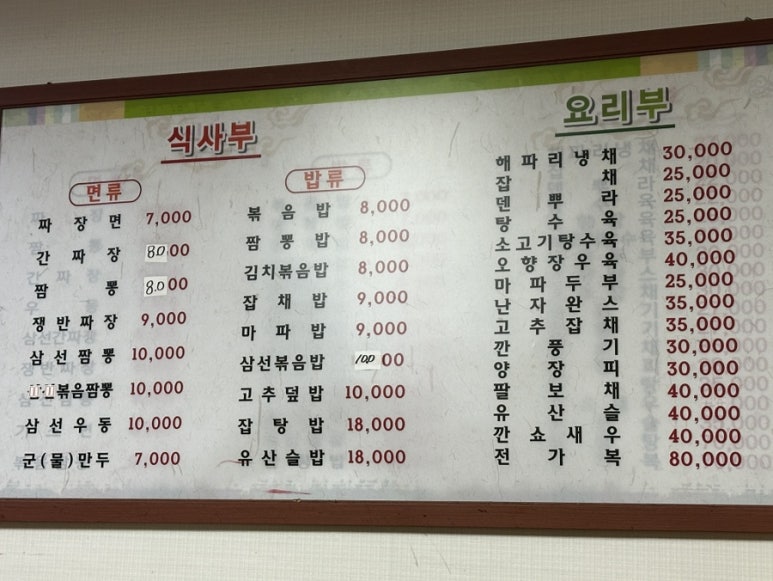 식사부
면류
짜장면 7,000
간짜장 8.000
짬뽕 8.000
쟁반짜장 9,000
삼선짬뽕 10,000
볶음짬뽕 10,000
삼선우동 10,000
군(물)만두 7,000
밥류
볶음밥 8,000
짬뽕밥 8,000
김치볶음밥 8,000
잡채밥 9,000
마파밥 9,000
삼선볶음밥 10,000
고추덮밥 10,000
잡탕밥 18,000
유산슬밥 18,000
요리부
해파리냉채 30,000
잡채 25,000
덴뿌라 25,000
탕수육 25,000
소고기탕수육 35,000
오향장우육 40,000
마파두부 25,000
난자완스 35,000
고추잡채 35,000
깐풍기 30,000
양장피 30,000
팔보채 40,000
유산슬 40,000
깐쇼새우 40,000
전가복 80,000